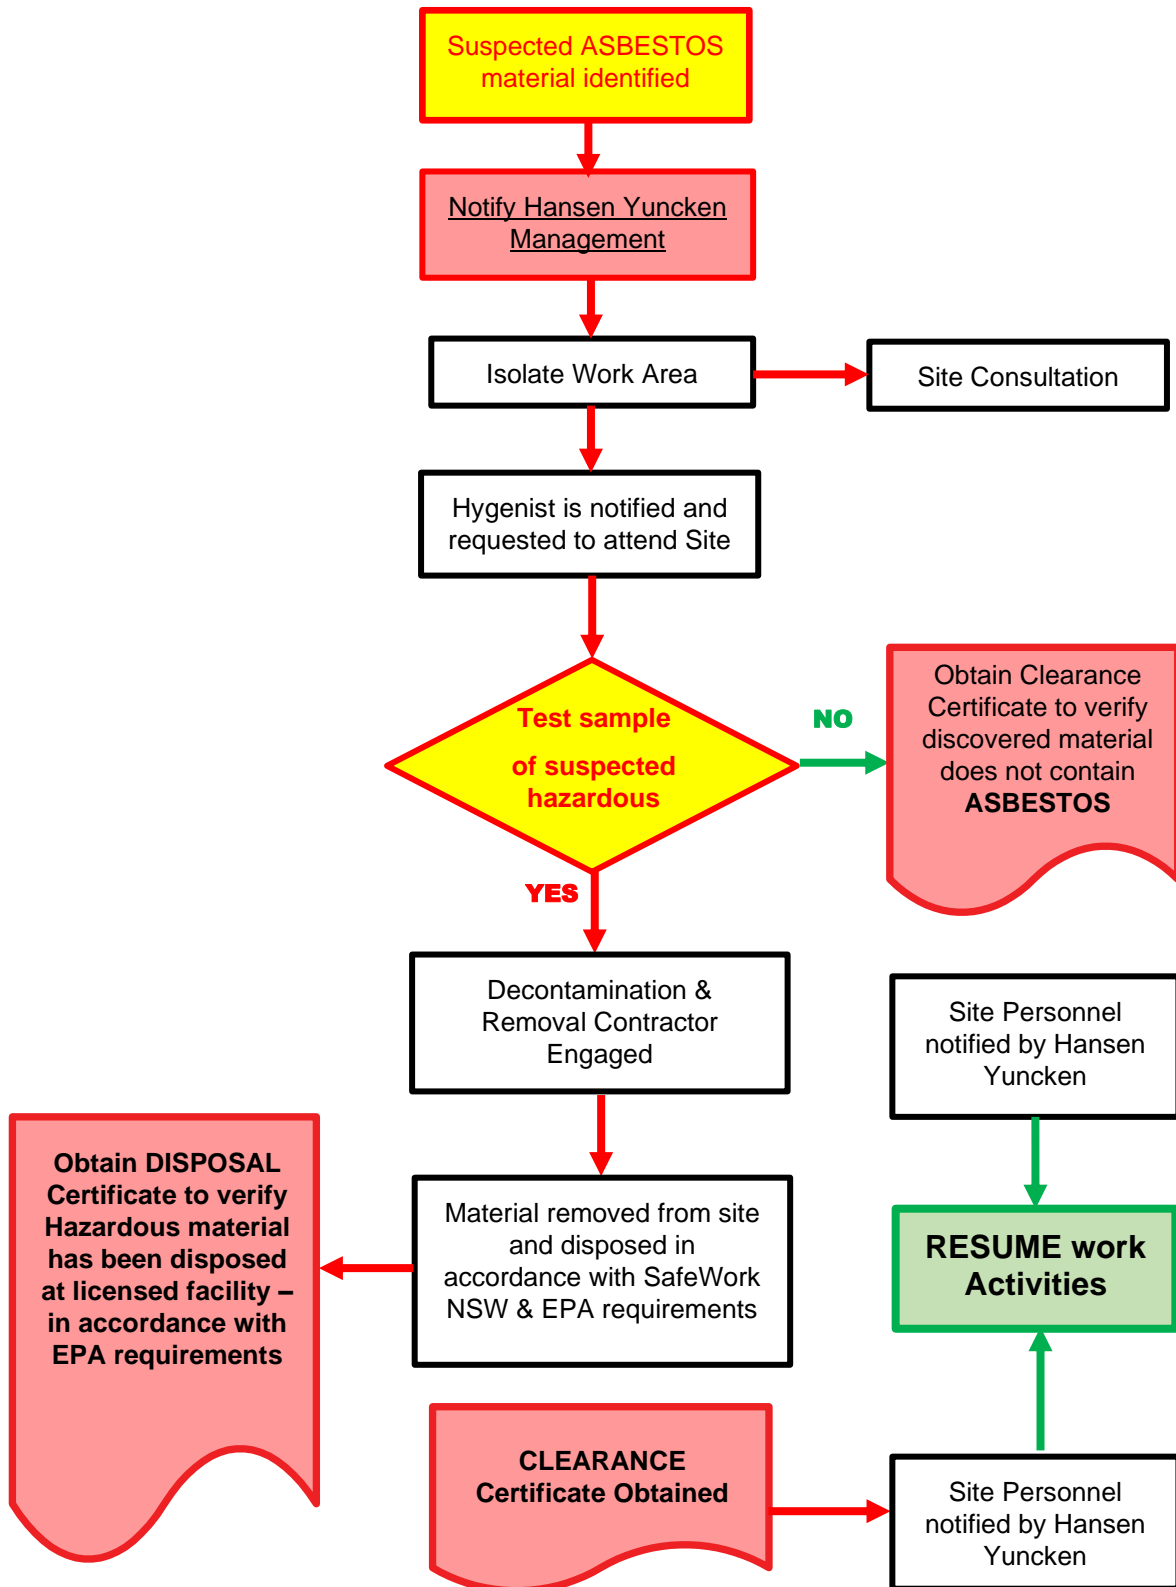 Suspected ASBESTOS
material identified
Notify Hansen Yuncken
Management
Isolate Work Area
Site Consultation
Hygenist is notified and
requested to attend Site
Test sample
of suspected
hazardous
NO
Obtain Clearance
Certificate to verify
discovered material
does not contain
ASBESTOS
YES
Decontamination &
Removal Contractor
Engaged
Site Personnel
notified by Hansen
Yuncken
Obtain DISPOSAL
Certificate to verify
Hazardous material
has been disposed
at licensed facility –
in accordance with
EPA requirements
Material removed from site
and disposed in
accordance with SafeWork
NSW & EPA requirements
RESUME work
Activities
CLEARANCE
Certificate Obtained
Site Personnel
notified by Hansen
Yuncken